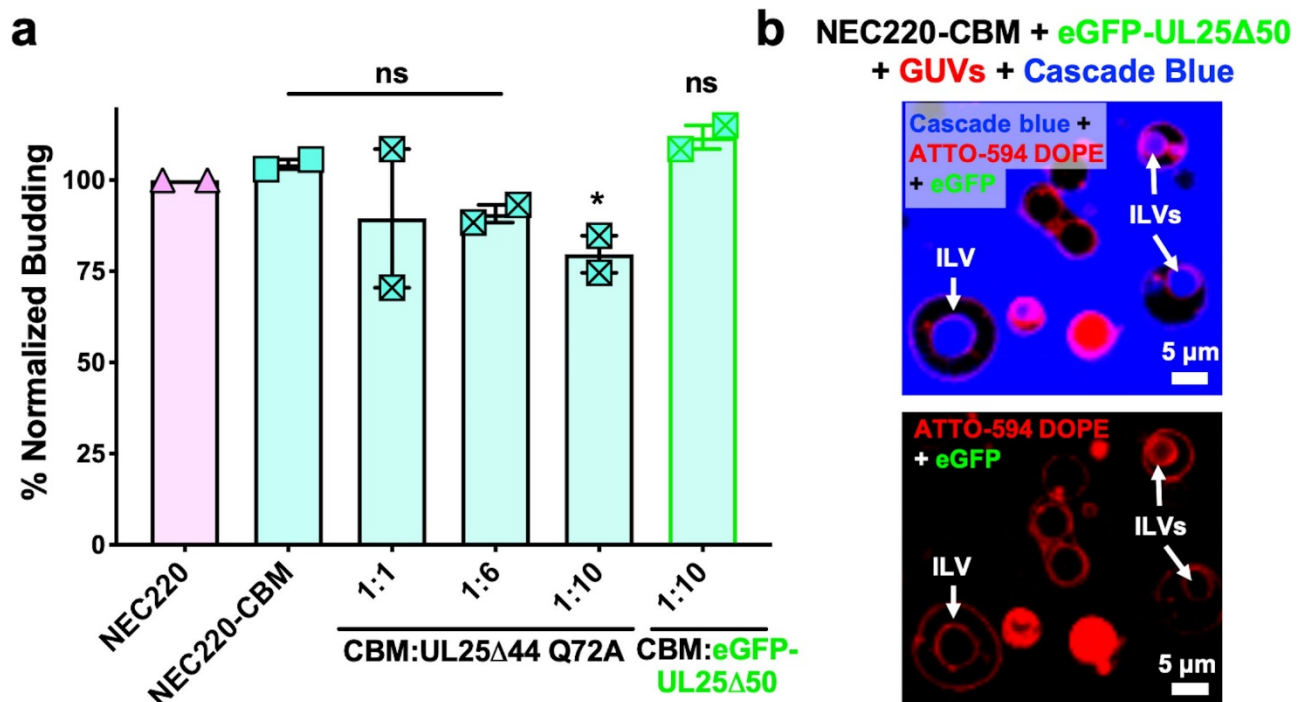 a
ns
ns
*
% Normalized Budding
100
75
50
25
0
NEC220
NEC220-CBM
1:1
1:6
1:10
1:10
CBM:UL25Δ44 Q72A
CBM:eGFP-
UL25Δ50
b
NEC220-CBM + eGFP-UL25Δ50
+ GUVs + Cascade Blue
Cascade blue +
ATTO-594 DOPE
+ eGFP
ILVs
ILV
5 μm
ATTO-594 DOPE
+ eGFP
ILVs
ILV
5 μm